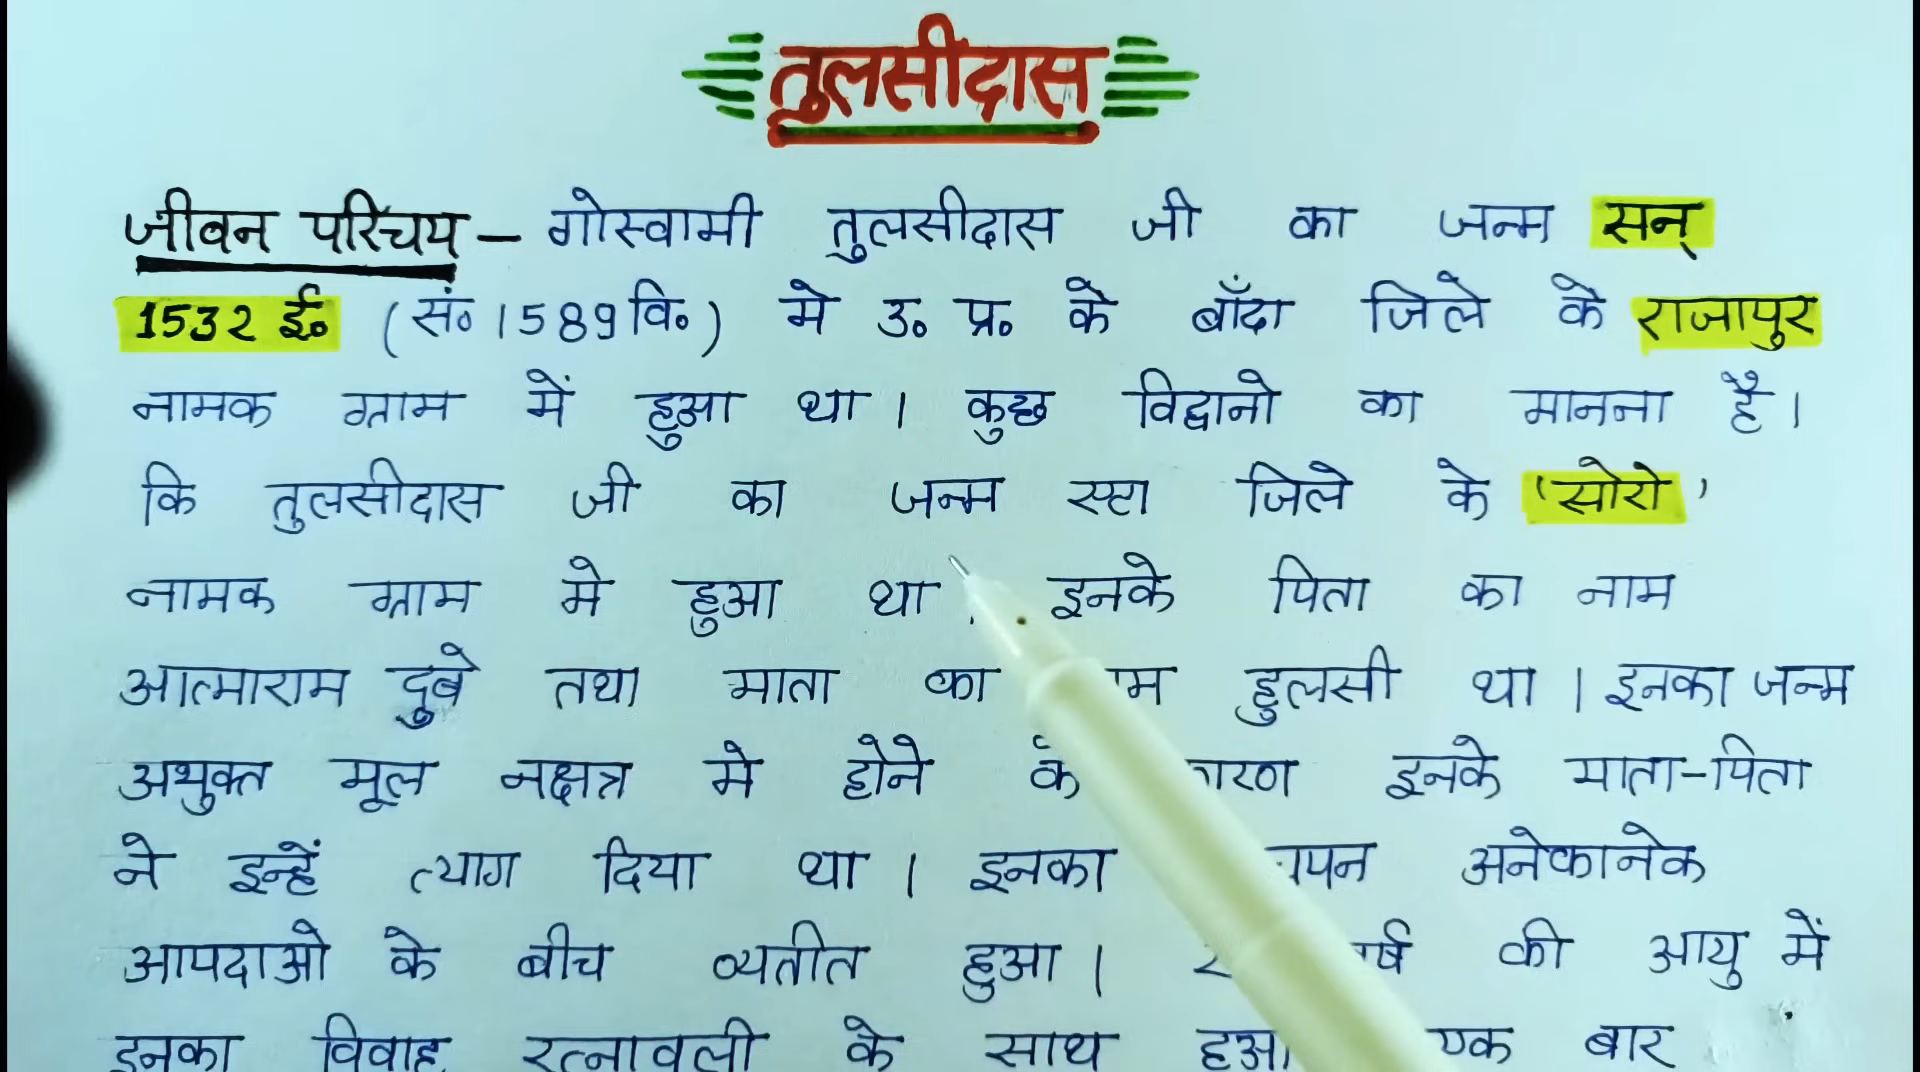 तुलसीदास
जीवन परिचय – गोस्वामी तुलसीदास जी का जन्म सन्
1532 ई० (सं० 1589 वि०) मे उ० प्र० के बाँदा जिले के राजापुर
नामक ग्राम में हुआ था । कुछ विद्वानो का मानना है ।
कि तुलसीदास जी का जन्म एटा जिले के 'सोरो'
नामक ग्राम मे हुआ था । इनके पिता का नाम
आत्माराम दुबे तथा माता का हुलसी था । इनका जन्म
अभुक्त मूल नक्षत्र मे होने के इनके माता-पिता
ने इन्हें त्याग दिया था । इनका अनेकानेक
आपदाओ के बीच व्यतीत हुआ । की आयु में
इनका विवाह रत्नावली के साथ हुआ एक बार